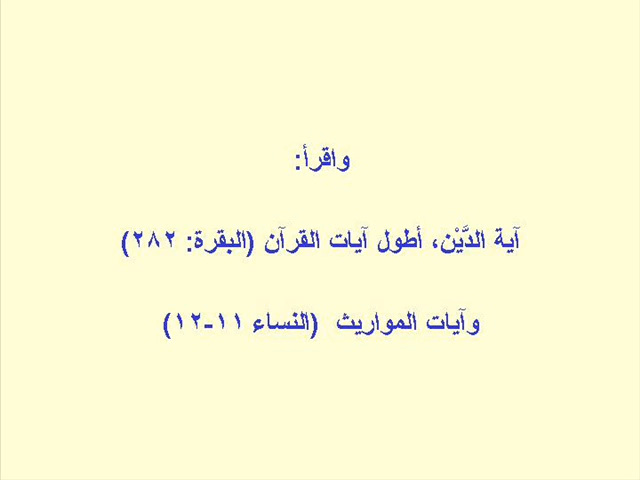 واقرأ:
آية الدَّيْن، أطول آيات القرآن (البقرة: ٢٨٢)
وآيات المواريث (النساء ١١-١٢)